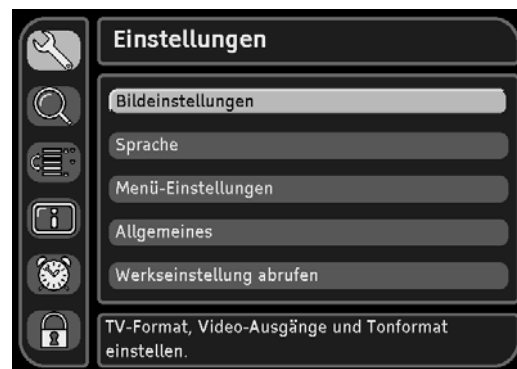 Einstellungen
Bildeinstellungen
Sprache
Menü-Einstellungen
Allgemeines
Werkseinstellung abrufen
TV-Format, Video-Ausgänge und Tonformat
einstellen.